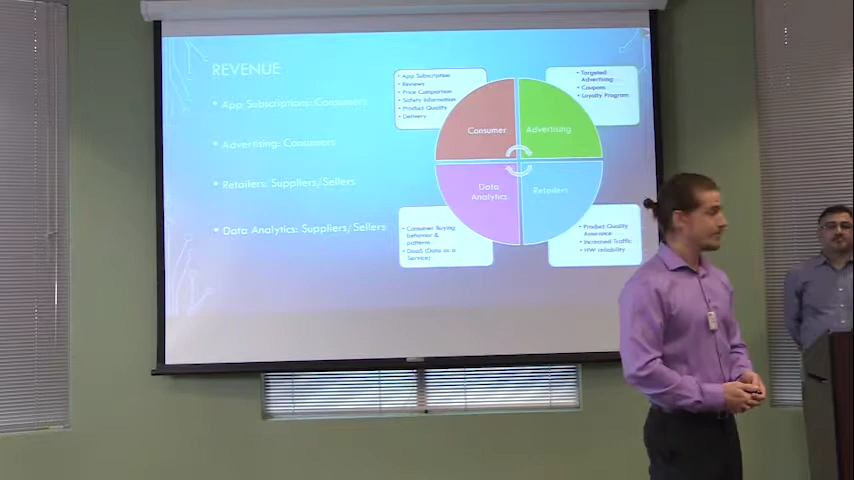 REVENUE
• App Subscriptions: Consumers
• Advertising: Consumers
• Retailers: Suppliers/Sellers
• Data Analytics: Suppliers/Sellers
• App Subscription
• Reviews
• Price Comparison
• Safety Information
• Product Quality
• Delivery
• Targeted
Advertising
• Coupons
• Loyalty Program
Consumer
Advertising
Data
Analytics
Retailers
• Consumer Buying
behavior &
patterns
• DaaS (Data as a
Service)
• Product Quality
Assurance
• Increased Traffic
• HW reliability